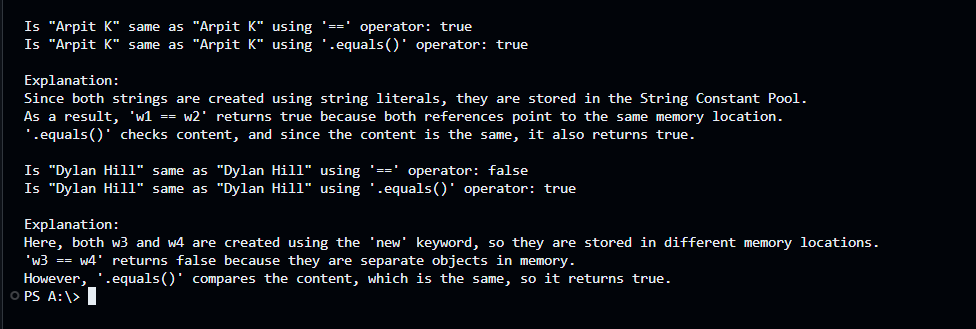 Is "Arpit K" same as "Arpit K" using '==' operator: true
Is "Arpit K" same as "Arpit K" using '.equals()' operator: true
Explanation:
Since both strings are created using string literals, they are stored in the String Constant Pool.
As a result, 'w1 == w2' returns true because both references point to the same memory location.
'.equals()' checks content, and since the content is the same, it also returns true.
Is "Dylan Hill" same as "Dylan Hill" using '==' operator: false
Is "Dylan Hill" same as "Dylan Hill" using '.equals()' operator: true
Explanation:
Here, both w3 and w4 are created using the 'new' keyword, so they are stored in different memory locations.
'w3 == w4' returns false because they are separate objects in memory.
However, '.equals()' compares the content, which is the same, so it returns true.
PS A:\>